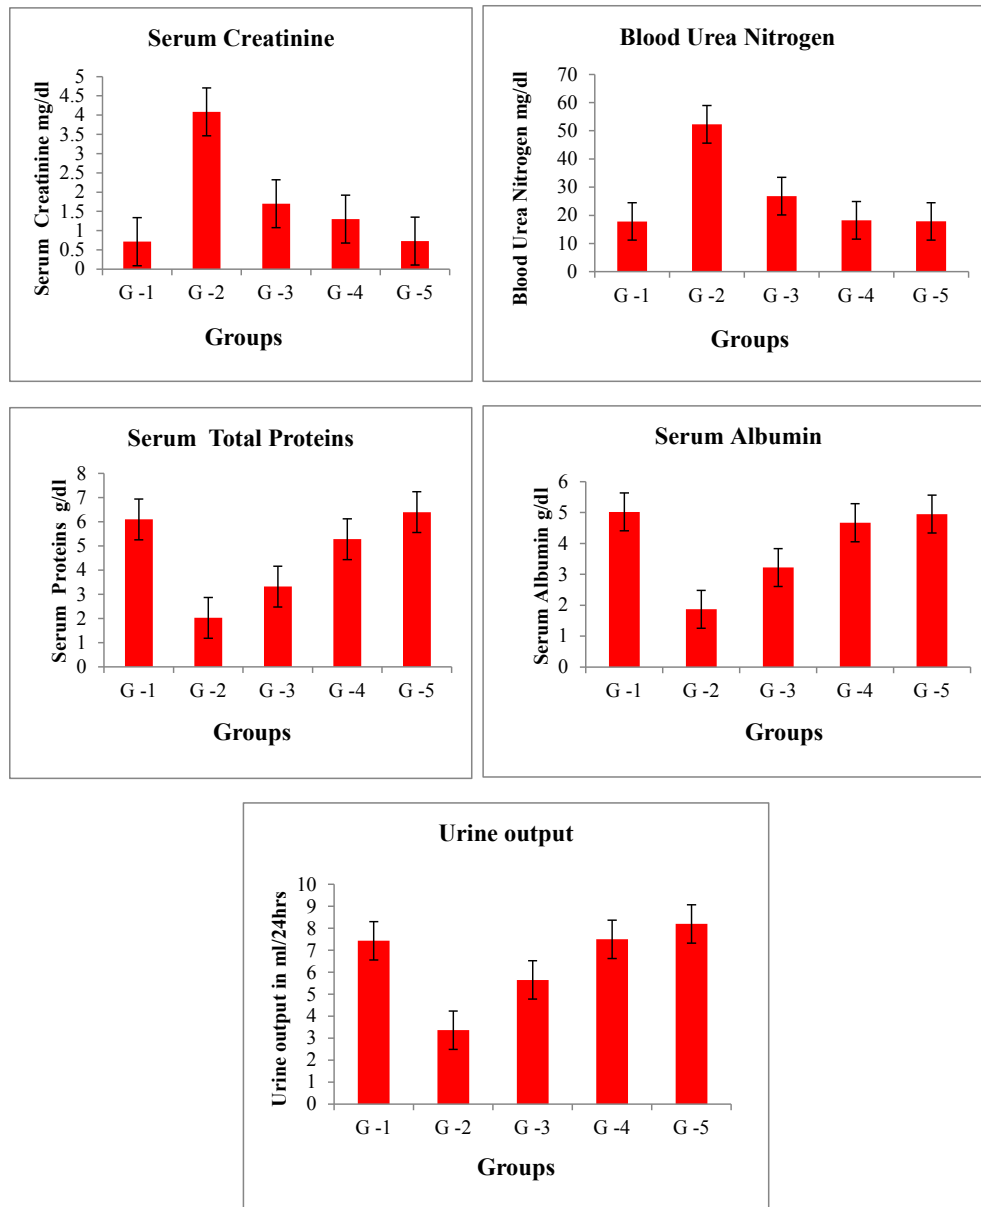 Serum Creatinine
Serum Creatinine mg/dl
5
4.5
4
3.5
3
2.5
2
1.5
1
0.5
0
G -1 G -2 G -3 G -4 G -5
Groups
Blood Urea Nitrogen
Blood Urea Nitrogen mg/dl
70
60
50
40
30
20
10
0
G -1 G -2 G -3 G -4 G -5
Groups
Serum Total Proteins
Serum Proteins g/dl
8
7
6
5
4
3
2
1
0
G -1 G -2 G -3 G -4 G -5
Groups
Serum Albumin
Serum Albumin g/dl
6
5
4
3
2
1
0
G -1 G -2 G -3 G -4 G -5
Groups
Urine output
Urine output in ml/24hrs
10
9
8
7
6
5
4
3
2
1
0
G -1 G -2 G -3 G -4 G -5
Groups